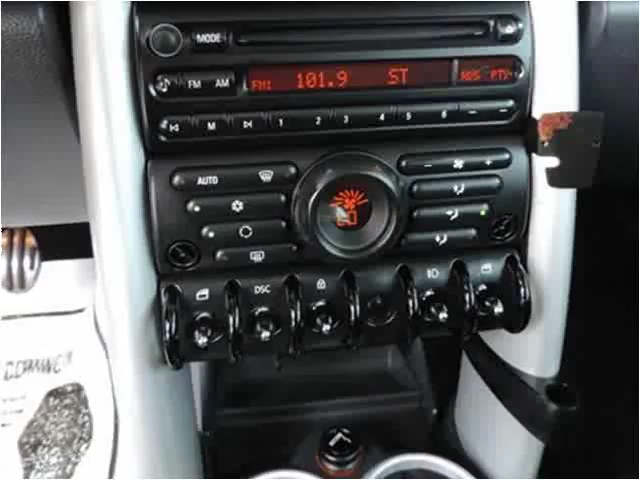 MODE
FM AM FM1 101.9 ST RDS PTY
M 1 2 3 4 5 6
AUTO - +
DSC